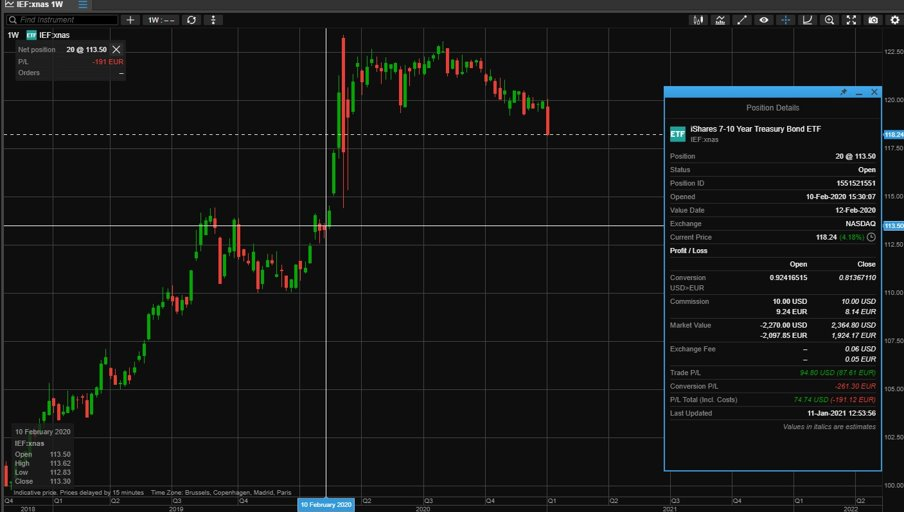 IEF:xnas 1W
Find instrument
1W : – –
1W ETF IEF:xnas
Net position 20 @ 113.50
P/L -191 EUR
Orders –
122.50
120.00
118.24
117.50
115.00
113.50
112.50
110.00
107.50
105.00
102.50
100.00
Position Details
ETF iShares 7-10 Year Treasury Bond ETF
IEF:xnas
Position 20 @ 113.50
Status Open
Position ID 1551521551
Opened 10-Feb-2020 15:30:07
Value Date 12-Feb-2020
Exchange NASDAQ
Current Price 118.24 (4.18%)
Profit / Loss
Open Close
Conversion 0.92416515 0.81367110
USD>EUR
Commission 10.00 USD 10.00 USD
9.24 EUR 8.14 EUR
Market Value -2,270.00 USD 2,364.80 USD
-2,097.85 EUR 1,924.17 EUR
Exchange Fee – 0.06 USD
– 0.05 EUR
Trade P/L 94.80 USD (87.61 EUR)
Conversion P/L -261.30 EUR
P/L Total (Incl. Costs) 74.74 USD (-191.12 EUR)
Last Updated 11-Jan-2021 12:53:56
Values in italics are estimates
10 February 2020
IEF:xnas
Open 113.50
High 113.62
Low 112.83
Close 113.30
Indicative price. Prices delayed by 15 minutes Time Zone: Brussels, Copenhagen, Madrid, Paris
Q4 Q1 Q2 Q4 10 February 2020 Q2 Q3 Q4 Q1 Q2 Q3 Q4 Q1 Q2
2018 2019 2020 2021 2022